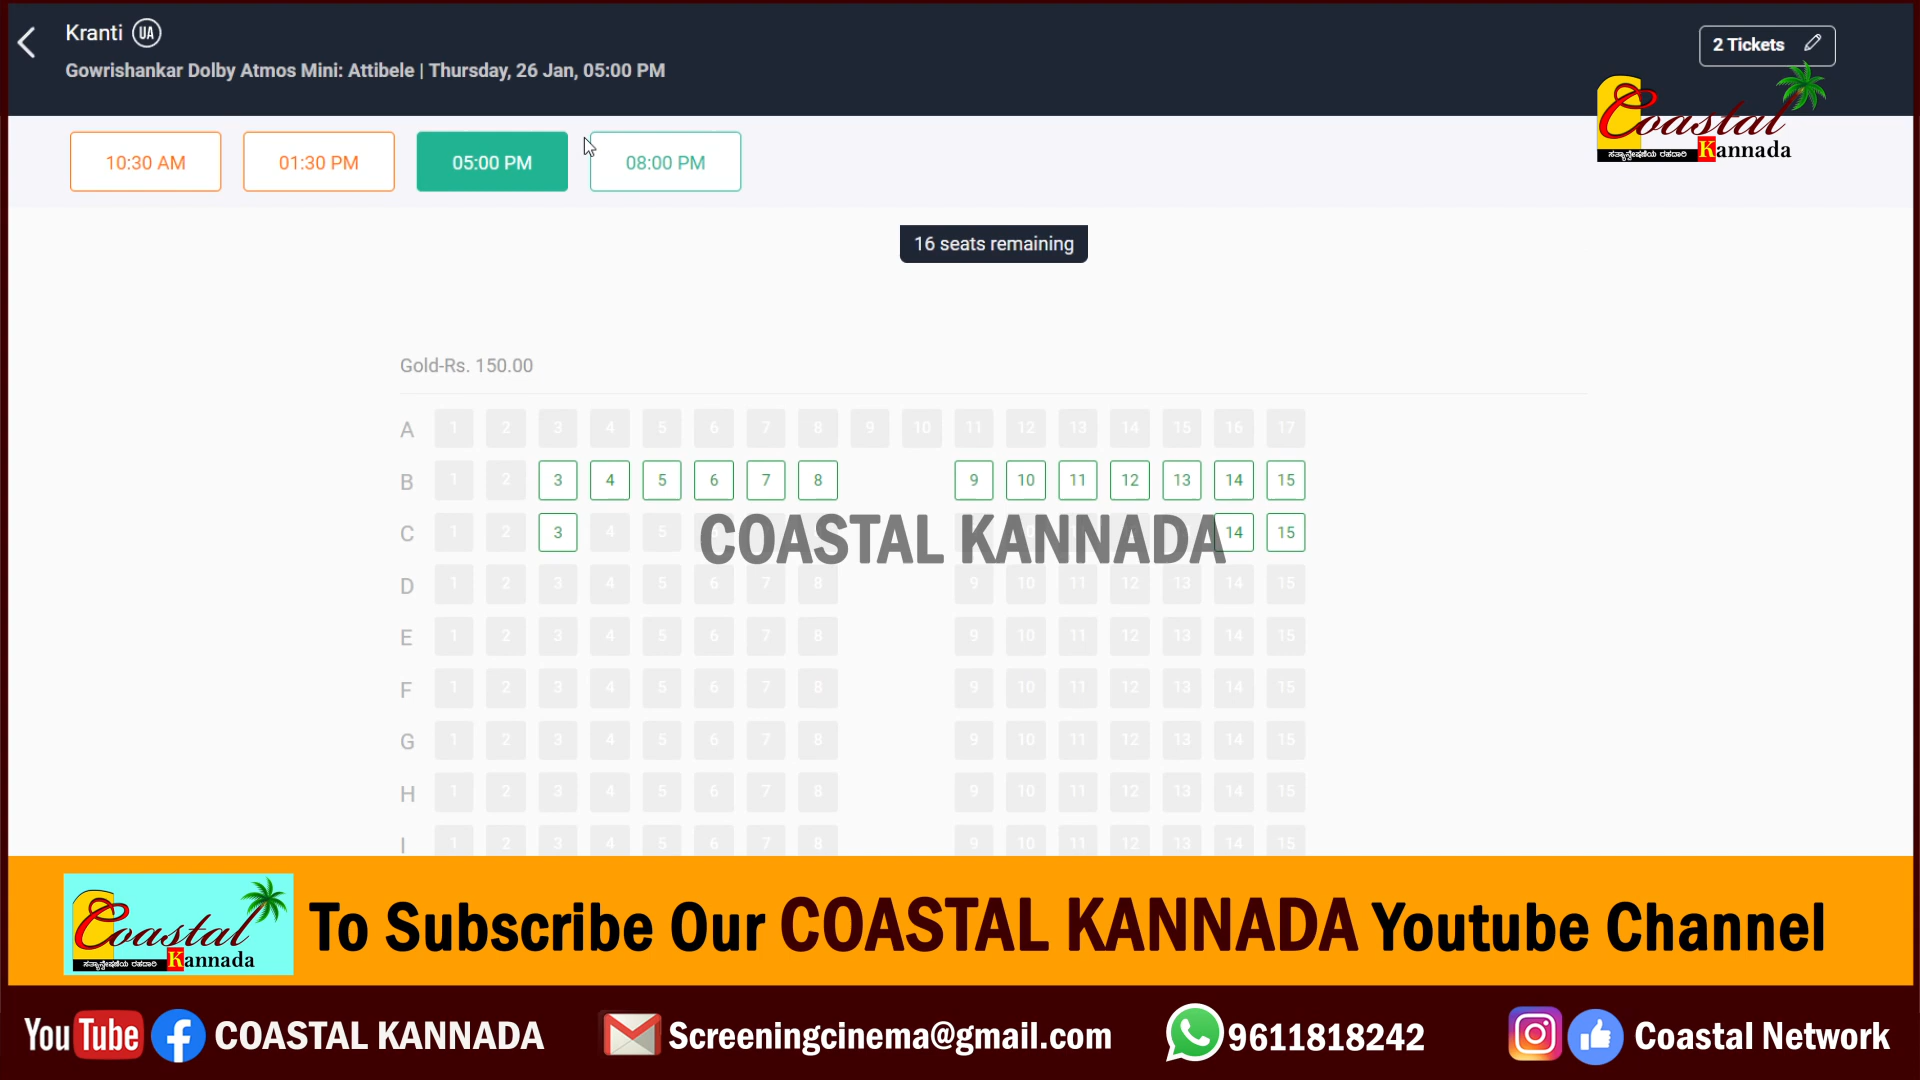 Kranti UA
Gowrishankar Dolby Atmos Mini: Attibele | Thursday, 26 Jan, 05:00 PM
2 Tickets
Coastal
ಸತ್ಯಾನ್ವೇಷಣೆಯ ರಹದಾರಿ Kannada
10:30 AM 01:30 PM 05:00 PM 08:00 PM
16 seats remaining
Gold-Rs. 150.00
A 1 2 3 4 5 6 7 8 9 10 11 12 13 14 15 16 17
B 1 2 3 4 5 6 7 8 9 10 11 12 13 14 15
C 1 2 3 4 5 14 15
COASTAL KANNADA
D 1 2 3 4 5 6 7 8 9 10 11 12 13 14 15
E 1 2 3 4 5 6 7 8 9 10 11 12 13 14 15
F 1 2 3 4 5 6 7 8 9 10 11 12 13 14 15
G 1 2 3 4 5 6 7 8 9 10 11 12 13 14 15
H 1 2 3 4 5 6 7 8 9 10 11 12 13 14 15
I 1 2 3 4 5 6 7 8 9 10 11 12 13 14 15
Coastal
ಸತ್ಯಾನ್ವೇಷಣೆಯ ರಹದಾರಿ Kannada
To Subscribe Our COASTAL KANNADA Youtube Channel
YouTube f COASTAL KANNADA Screeningcinema@gmail.com 9611818242 Coastal Network